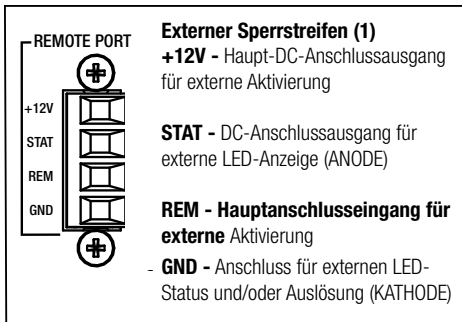 REMOTE PORT
+12V
STAT
REM
GND
Externer Sperrstreifen (1)
+12V - Haupt-DC-Anschlussausgang
für externe Aktivierung
STAT - DC-Anschlussausgang für
externe LED-Anzeige (ANODE)
REM - Hauptanschlusseingang für
externe Aktivierung
- GND - Anschluss für externen LED-
Status und/oder Auslösung (KATHODE)